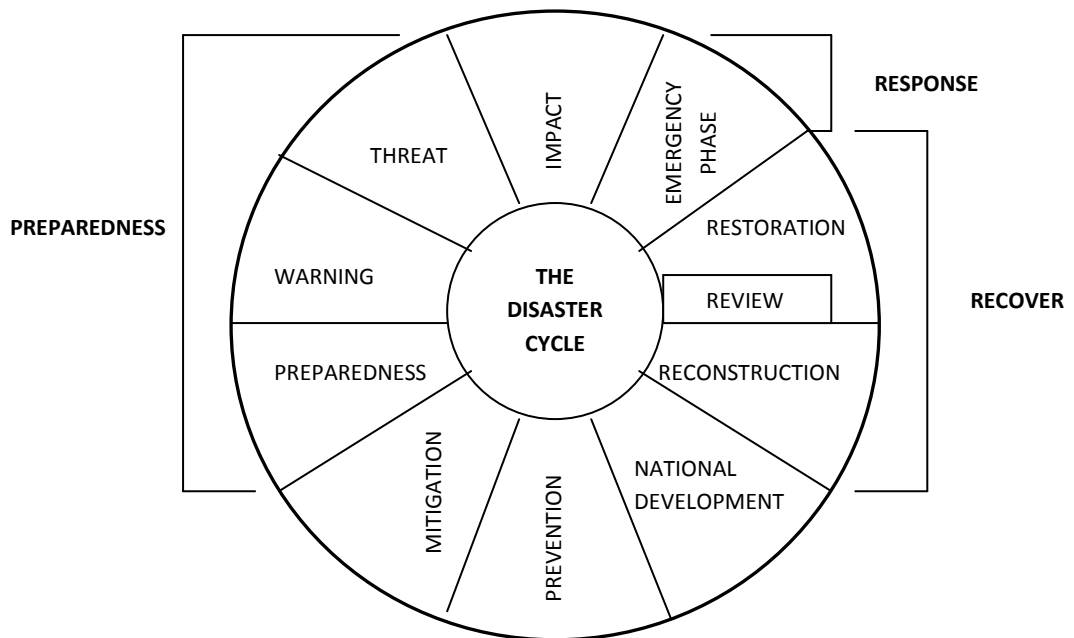 RESPONSE
IMPACT
EMERGENCY
PHASE
THREAT
PREPAREDNESS
RESTORATION
WARNING
THE
DISASTER
CYCLE
REVIEW
RECOVER
PREPAREDNESS
RECONSTRUCTION
MITIGATION
PREVENTION
NATIONAL
DEVELOPMENT